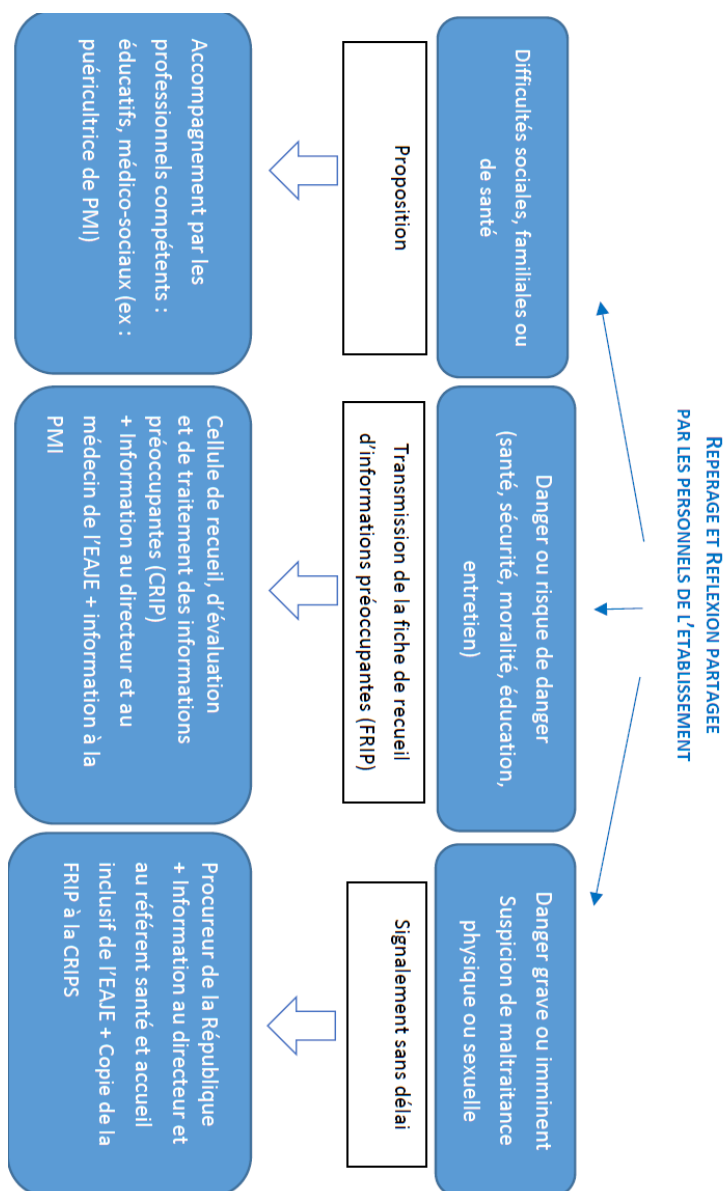 REPERAGE ET REFLEXION PARTAGEE
PAR LES PERSONNELS DE L'ETABLISSEMENT
Difficultés sociales, familiales ou
de santé
Proposition
Accompagnement par les
professionnels compétents :
éducatifs, médico-sociaux (ex :
puéricultrice de PMI)
Danger ou risque de danger
(santé, sécurité, moralité, éducation,
entretien)
Transmission de la fiche de recueil
d'informations préoccupantes (FRIP)
Cellule de recueil, d'évaluation
et de traitement des informations
préoccupantes (CRIP)
+ Information au directeur et au
médecin de l'EAJE + information à la
PMI
Danger grave ou imminent
Suspicion de maltraitance
physique ou sexuelle
Signalement sans délai
Procureur de la République
+ Information au directeur et
au référent santé et accueil
inclusif de l'EAJE + Copie de la
FRIP à la CRIPS